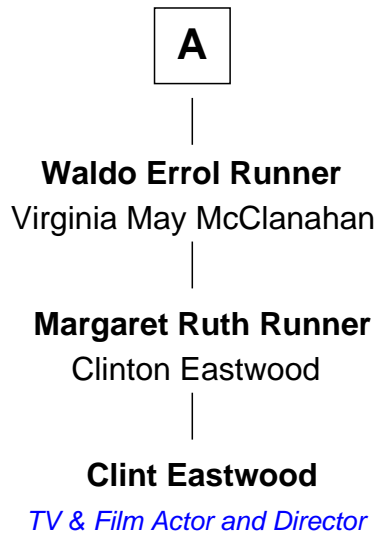 A
Waldo Errol Runner
Virginia May McClanahan
Margaret Ruth Runner
Clinton Eastwood
Clint Eastwood
TV & Film Actor and Director